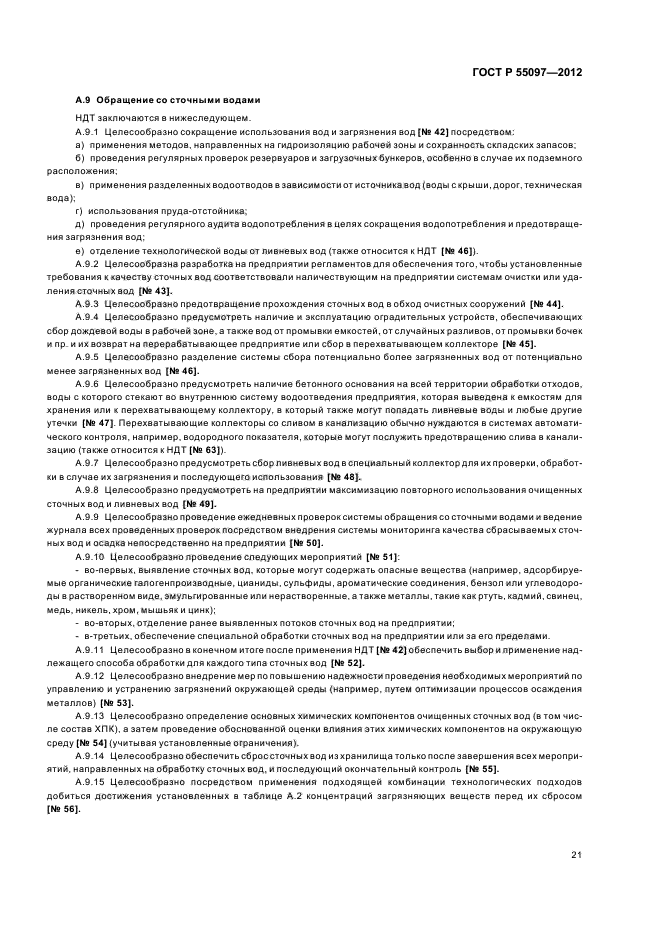 ГОСТ Р 55097—2012
А.9 Обращение со сточными водами
НДТ заключаются в нижеследующем.
А.9.1 Целесообразно сокращение использования вод и загрязнения вод [№ 42] посредством:
а) применения методов, направленных на гидроизоляцию рабочей зоны и сохранность складских запасов;
б) проведения регулярных проверок резервуаров и загрузочных бункеров, особенно в случае их подземного
расположения;
в) применения разделенных водоотводов в зависимости от источника вод (воды с крыши, дорог, техническая
вода);
г) использования пруда-отстойника;
д) проведения регулярного аудита водопотребления в целях сокращения водопотребления и предотвраще-
ния загрязнения вод;
е) отделение технологической воды от ливневых вод (также относится к НДТ [№ 46]).
А.9.2 Целесообразна разработка на предприятии регламентов для обеспечения того, чтобы установленные
требования к качеству сточных вод соответствовали наличествующим на предприятии системам очистки или уда-
ления сточных вод [№ 43].
А.9.3 Целесообразно предотвращение прохождения сточных вод в обход очистных сооружений [№ 44].
А.9.4 Целесообразно предусмотреть наличие и эксплуатацию оградительных устройств, обеспечивающих
сбор дождевой воды в рабочей зоне, а также вод от промывки емкостей, от случайных разливов, от промывки бочек
и пр. и их возврат на перерабатывающее предприятие или сбор в перехватывающем коллекторе [№ 45].
А.9.5 Целесообразно разделение системы сбора потенциально более загрязненных вод от потенциально
менее загрязненных вод [№ 46].
А.9.6 Целесообразно предусмотреть наличие бетонного основания на всей территории обработки отходов,
воды с которого стекают во внутреннюю систему водоотведения предприятия, которая выведена к емкостям для
хранения или к перехватывающему коллектору, в который также могут попадать ливневые воды и любые другие
утечки [№ 47]. Перехватывающие коллекторы со сливом в канализацию обычно нуждаются в системах автомати-
ческого контроля, например, водородного показателя, которые могут послужить предотвращению слива в канали-
зацию (также относится к НДТ [№ 63]).
А.9.7 Целесообразно предусмотреть сбор ливневых вод в специальный коллектор для их проверки, обработ-
ки в случае их загрязнения и последующего использования [№ 48].
А.9.8 Целесообразно предусмотреть на предприятии максимизацию повторного использования очищенных
сточных вод и ливневых вод [№ 49].
А.9.9 Целесообразно проведение ежедневных проверок системы обращения со сточными водами и ведение
журнала всех проведенных проверок посредством внедрения системы мониторинга качества сбрасываемых сточ-
ных вод и осадка непосредственно на предприятии [№ 50].
А.9.10 Целесообразно проведение следующих мероприятий [№ 51]:
- во-первых, выявление сточных вод, которые могут содержать опасные вещества (например, адсорбируе-
мые органические галогенпроизводные, цианиды, сульфиды, ароматические соединения, бензол или углеводоро-
ды в растворенном виде, эмульгированные или нерастворенные, а также металлы, такие как ртуть, кадмий, свинец,
медь, никель, хром, мышьяк и цинк);
- во-вторых, отделение ранее выявленных потоков сточных вод на предприятии;
- в-третьих, обеспечение специальной обработки сточных вод на предприятии или за его пределами.
А.9.11 Целесообразно в конечном итоге после применения НДТ [№ 42] обеспечить выбор и применение над-
лежащего способа обработки для каждого типа сточных вод [№ 52].
А.9.12 Целесообразно внедрение мер по повышению надежности проведения необходимых мероприятий по
управлению и устранению загрязнений окружающей среды (например, путем оптимизации процессов осаждения
металлов) [№ 53].
А.9.13 Целесообразно определение основных химических компонентов очищенных сточных вод (в том чис-
ле состав ХПК), а затем проведение обоснованной оценки влияния этих химических компонентов на окружающую
среду [№ 54] (учитывая установленные ограничения).
А.9.14 Целесообразно обеспечить сброс сточных вод из хранилища только после завершения всех меропри-
ятий, направленных на обработку сточных вод, и последующий окончательный контроль [№ 55].
А.9.15 Целесообразно посредством применения подходящей комбинации технологических подходов
добиться достижения установленных в таблице А.2 концентраций загрязняющих веществ перед их сбросом
[№ 56].
21